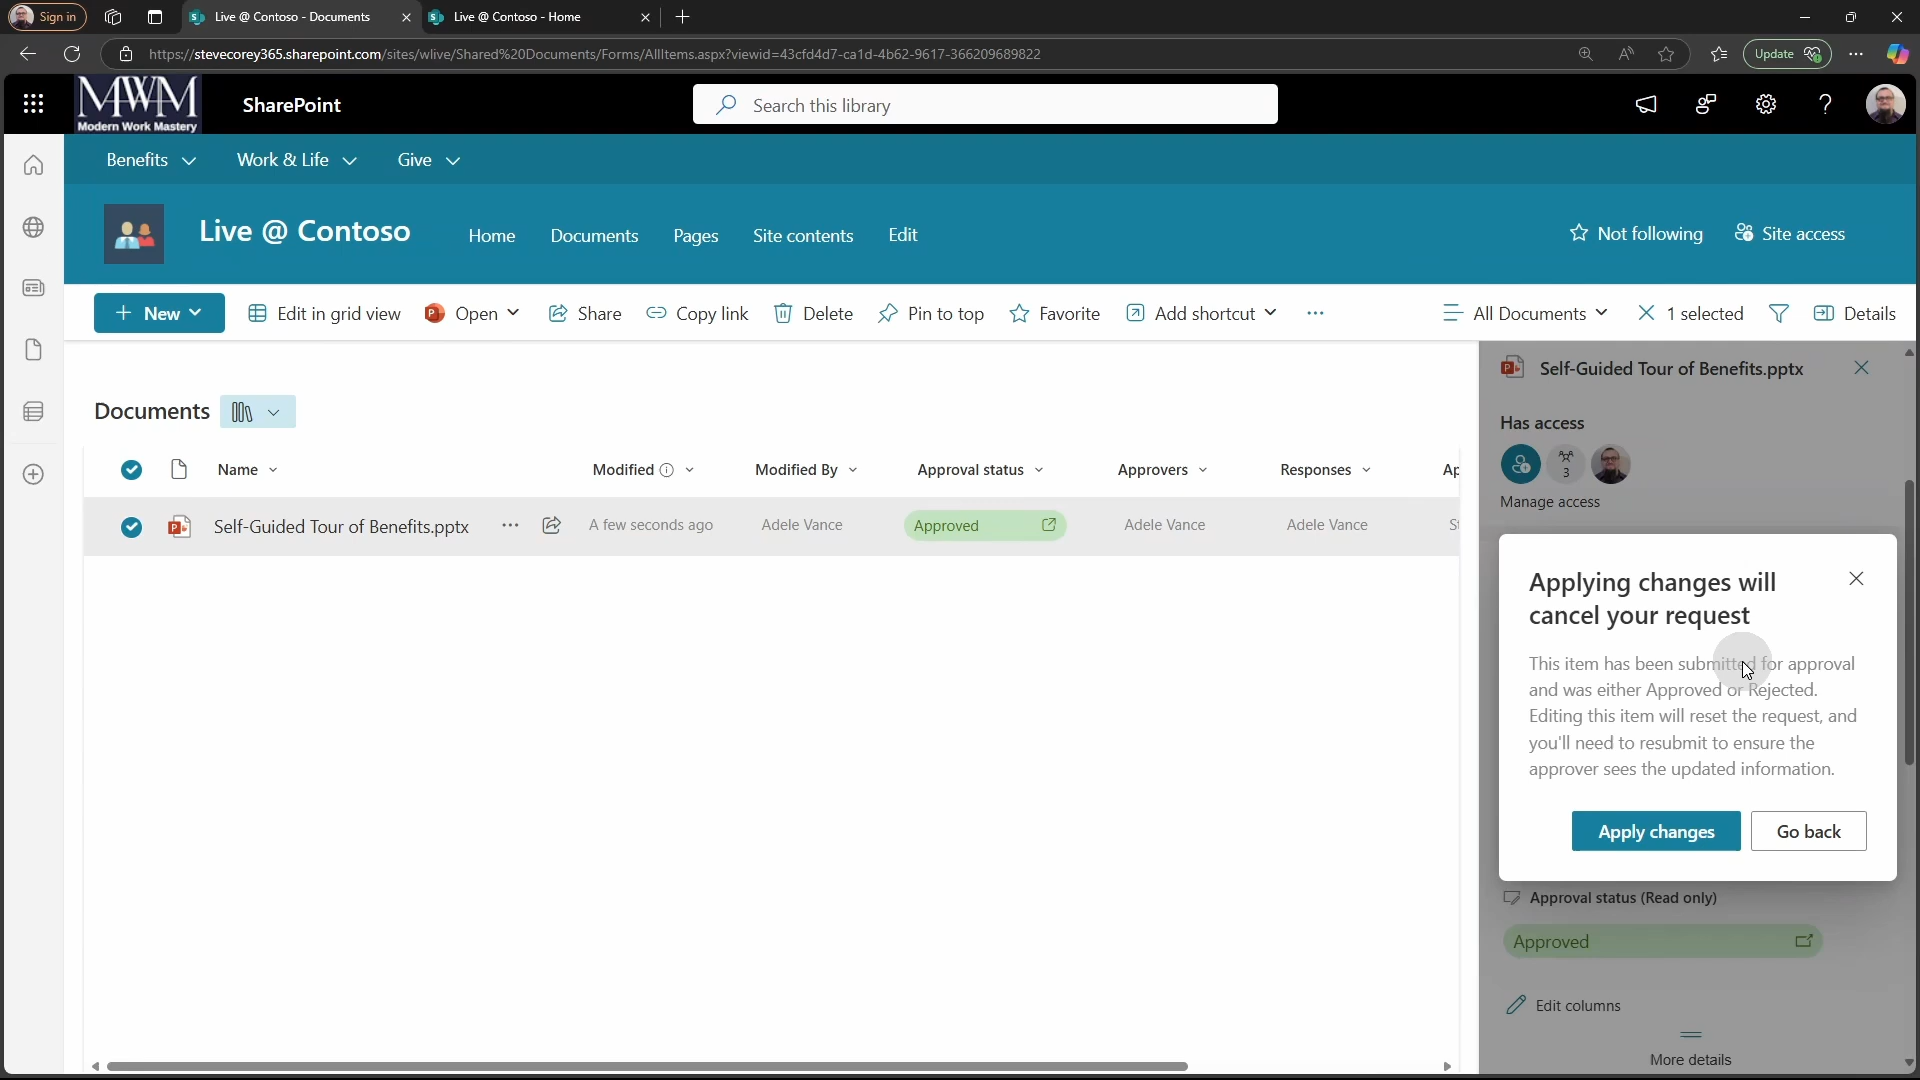 Sign in
Live @ Contoso - Documents
Live @ Contoso - Home
https://stevecorey365.sharepoint.com/sites/wlive/Shared%20Documents/Forms/AllItems.aspx?viewid=43cfd4d7-ca1d-4b62-9617-366209689822
Update
MWM
Modern Work Mastery
SharePoint
Search this library
Benefits
Work & Life
Give
Live @ Contoso
Home
Documents
Pages
Site contents
Edit
Not following
Site access
New
Edit in grid view
Open
Share
Copy link
Delete
Pin to top
Favorite
Add shortcut
All Documents
1 selected
Details
Documents
Name
Modified
Modified By
Approval status
Approvers
Responses
Ap
Self-Guided Tour of Benefits.pptx
A few seconds ago
Adele Vance
Approved
Adele Vance
Adele Vance
St
Self-Guided Tour of Benefits.pptx
Has access
3
Manage access
Applying changes will
cancel your request
This item has been submitted for approval
and was either Approved or Rejected.
Editing this item will reset the request, and
you'll need to resubmit to ensure the
approver sees the updated information.
Apply changes
Go back
Approval status (Read only)
Approved
Edit columns
More details